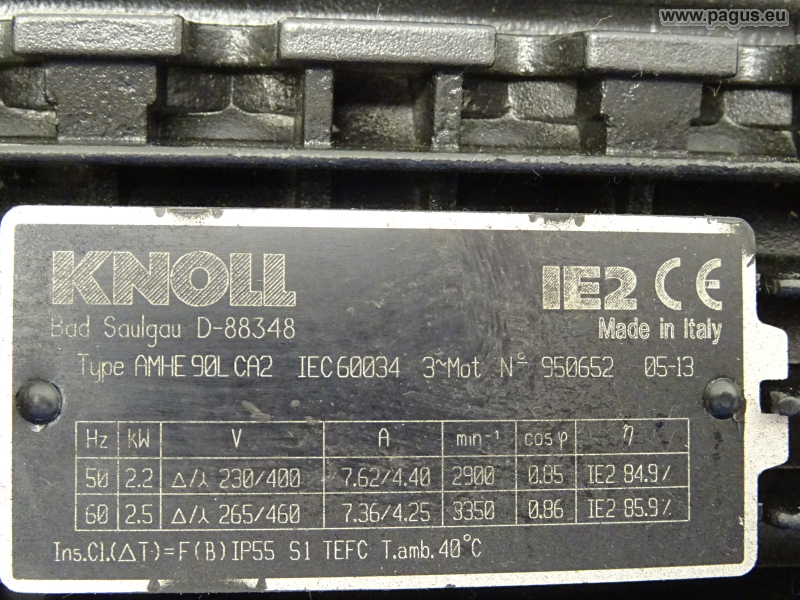 www.pagus.eu
KNOLL IE2 CE
Bad Saulgau D-88348 Made in Italy
Type AMHE 90L CA2 IEC 60034 3~Mot N° 950652 05-13
Hz kW V A min⁻¹ cosφ η
50 2.2 Δ/⅄ 230/400 7.62/4.40 2900 0.85 IE2 84.9%
60 2.5 Δ/⅄ 265/460 7.36/4.25 3350 0.86 IE2 85.9%
Ins.Cl.(ΔT)=F(B) IP55 S1 TEFC T.amb.40°C